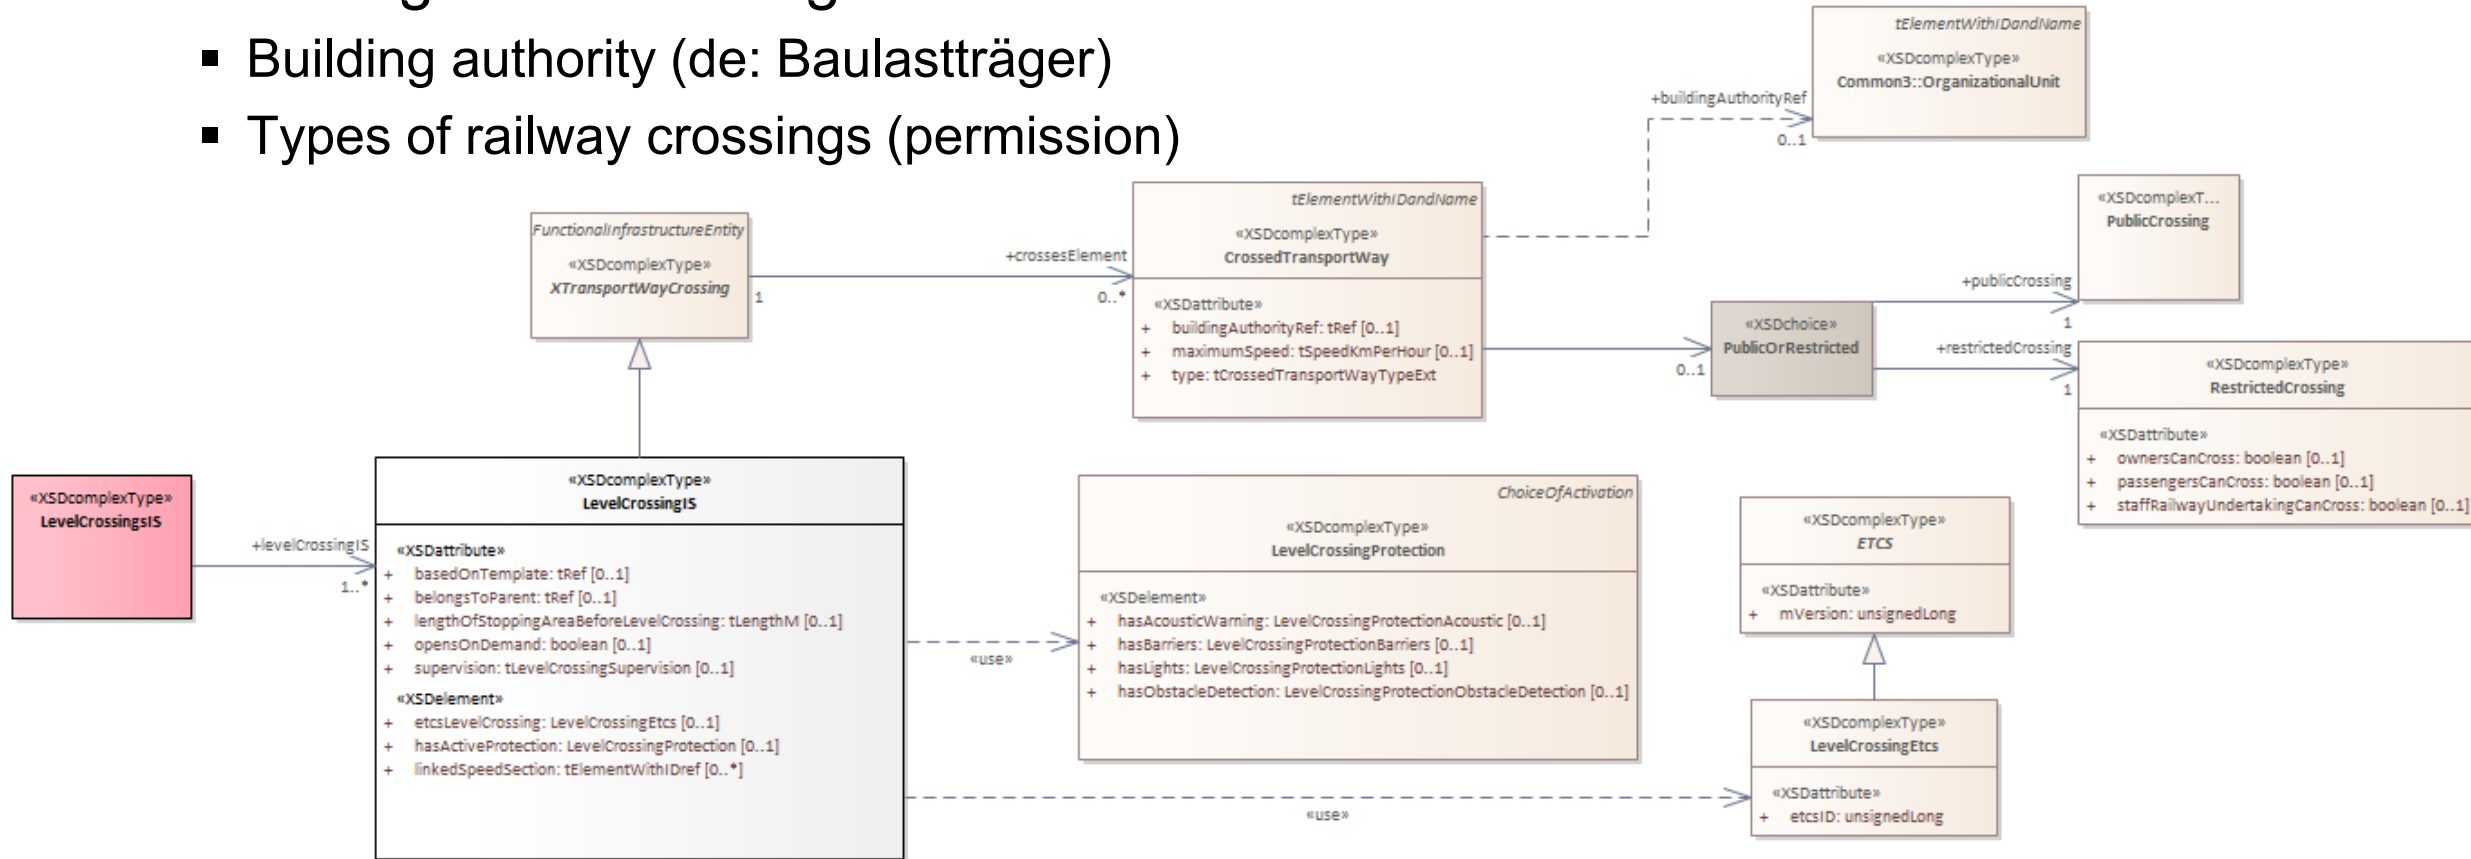 ▪ Building authority (de: Baulastträger)
▪ Types of railway crossings (permission)
tElementWithIDandName
«XSDcomplexType»
Common3::OrganizationalUnit
+buildingAuthorityRef
0..1
FunctionalInfrastructureEntity
«XSDcomplexType»
XTransportWayCrossing
1
+crossesElement
0..*
tElementWithIDandName
«XSDcomplexType»
CrossedTransportWay
«XSDattribute»
+ buildingAuthorityRef: tRef [0..1]
+ maximumSpeed: tSpeedKmPerHour [0..1]
+ type: tCrossedTransportWayTypeExt
0..1
«XSDchoice»
PublicOrRestricted
+publicCrossing
1
«XSDcomplexT...
PublicCrossing
+restrictedCrossing
1
«XSDcomplexType»
RestrictedCrossing
«XSDattribute»
+ ownersCanCross: boolean [0..1]
+ passengersCanCross: boolean [0..1]
+ staffRailwayUndertakingCanCross: boolean [0..1]
«XSDcomplexType»
LevelCrossingsIS
+levelCrossingIS
1..*
«XSDcomplexType»
LevelCrossingIS
«XSDattribute»
+ basedOnTemplate: tRef [0..1]
+ belongsToParent: tRef [0..1]
+ lengthOfStoppingAreaBeforeLevelCrossing: tLengthM [0..1]
+ opensOnDemand: boolean [0..1]
+ supervision: tLevelCrossingSupervision [0..1]
«XSDelement»
+ etcsLevelCrossing: LevelCrossingEtcs [0..1]
+ hasActiveProtection: LevelCrossingProtection [0..1]
+ linkedSpeedSection: tElementWithIDref [0..*]
«use»
ChoiceOfActivation
«XSDcomplexType»
LevelCrossingProtection
«XSDelement»
+ hasAcousticWarning: LevelCrossingProtectionAcoustic [0..1]
+ hasBarriers: LevelCrossingProtectionBarriers [0..1]
+ hasLights: LevelCrossingProtectionLights [0..1]
+ hasObstacleDetection: LevelCrossingProtectionObstacleDetection [0..1]
«XSDcomplexType»
ETCS
«XSDattribute»
+ mVersion: unsignedLong
«use»
«XSDcomplexType»
LevelCrossingEtcs
«XSDattribute»
+ etcsID: unsignedLong